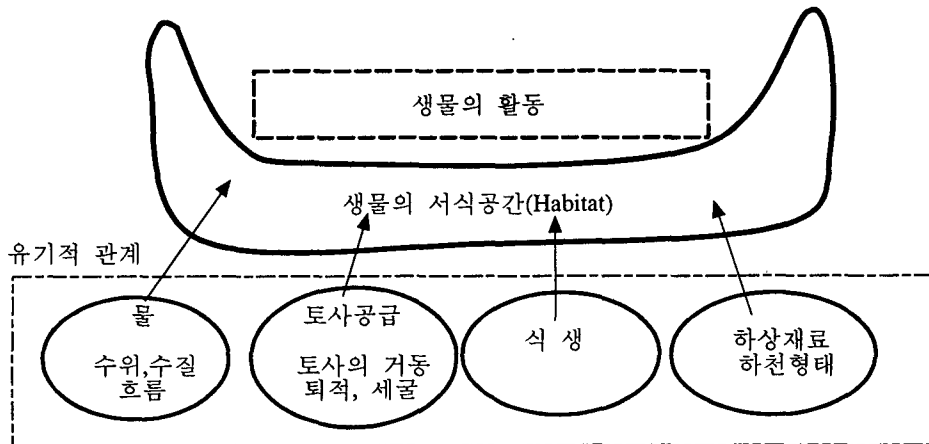 생물의 활동
생물의 서식공간(Habitat)
유기적 관계
물
수위,수질
흐름
토사공급
토사의 거동
퇴적, 세굴
식 생
하상재료
하천형태